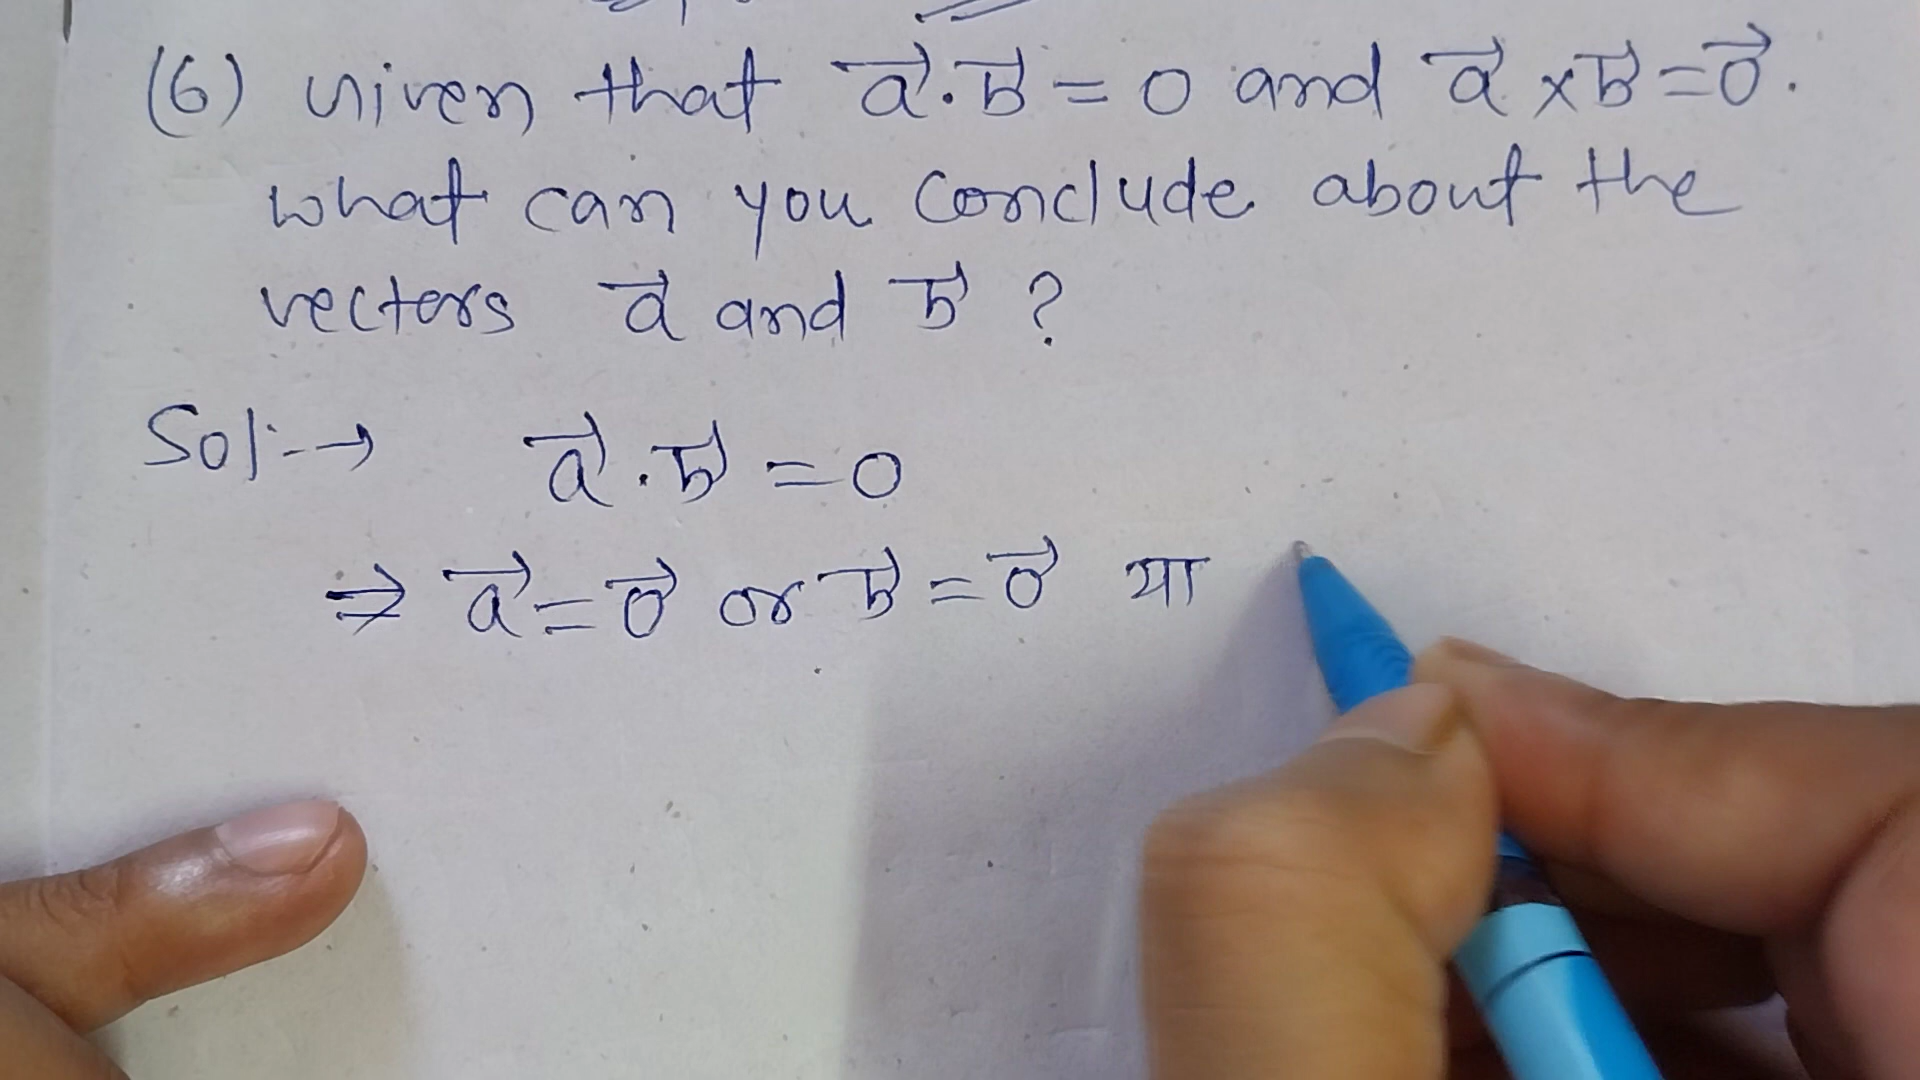 (6) Given that a⃗.b⃗ = 0 and a⃗ × b⃗ = 0⃗.
what can you conclude about the
vectors a⃗ and b⃗ ?
Sol:→ a⃗.b⃗ = 0
⇒ a⃗ = 0⃗ or b⃗ = 0⃗ या